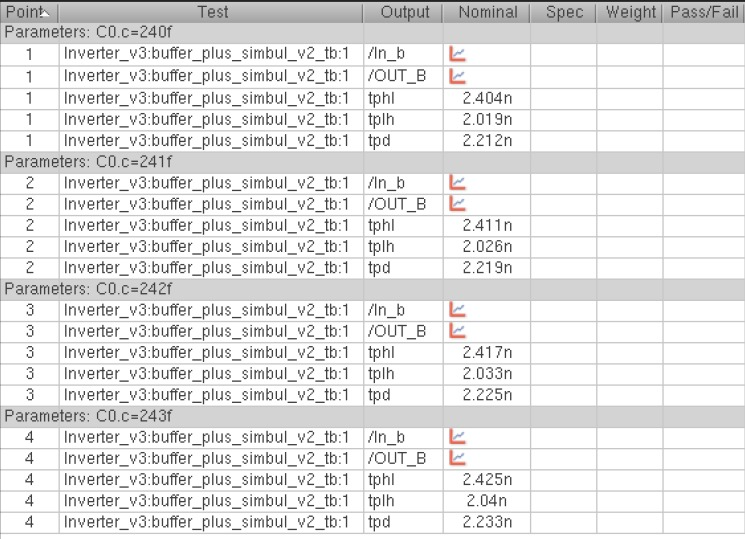 Point Test Output Nominal Spec Weight Pass/Fail
Parameters: C0.c=240f
1 Inverter_v3:buffer_plus_simbul_v2_tb:1 /In_b
1 Inverter_v3:buffer_plus_simbul_v2_tb:1 /OUT_B
1 Inverter_v3:buffer_plus_simbul_v2_tb:1 tphl 2.404n
1 Inverter_v3:buffer_plus_simbul_v2_tb:1 tplh 2.019n
1 Inverter_v3:buffer_plus_simbul_v2_tb:1 tpd 2.212n
Parameters: C0.c=241f
2 Inverter_v3:buffer_plus_simbul_v2_tb:1 /In_b
2 Inverter_v3:buffer_plus_simbul_v2_tb:1 /OUT_B
2 Inverter_v3:buffer_plus_simbul_v2_tb:1 tphl 2.411n
2 Inverter_v3:buffer_plus_simbul_v2_tb:1 tplh 2.026n
2 Inverter_v3:buffer_plus_simbul_v2_tb:1 tpd 2.219n
Parameters: C0.c=242f
3 Inverter_v3:buffer_plus_simbul_v2_tb:1 /In_b
3 Inverter_v3:buffer_plus_simbul_v2_tb:1 /OUT_B
3 Inverter_v3:buffer_plus_simbul_v2_tb:1 tphl 2.417n
3 Inverter_v3:buffer_plus_simbul_v2_tb:1 tplh 2.033n
3 Inverter_v3:buffer_plus_simbul_v2_tb:1 tpd 2.225n
Parameters: C0.c=243f
4 Inverter_v3:buffer_plus_simbul_v2_tb:1 /In_b
4 Inverter_v3:buffer_plus_simbul_v2_tb:1 /OUT_B
4 Inverter_v3:buffer_plus_simbul_v2_tb:1 tphl 2.425n
4 Inverter_v3:buffer_plus_simbul_v2_tb:1 tplh 2.04n
4 Inverter_v3:buffer_plus_simbul_v2_tb:1 tpd 2.233n